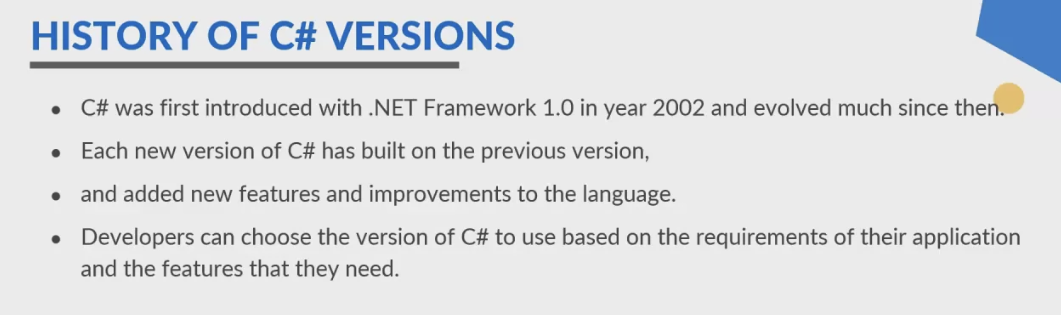 HISTORY OF C# VERSIONS
• C# was first introduced with .NET Framework 1.0 in year 2002 and evolved much since then.
• Each new version of C# has built on the previous version,
• and added new features and improvements to the language.
• Developers can choose the version of C# to use based on the requirements of their application
and the features that they need.